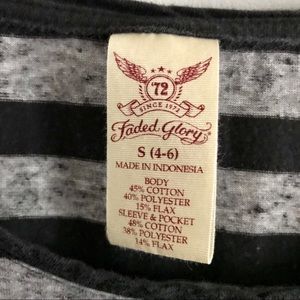 72
SINCE 1972
Faded Glory
S (4-6)
MADE IN INDONESIA
BODY
45% COTTON
40% POLYESTER
15% FLAX
SLEEVE & POCKET
48% COTTON
38% POLYESTER
14% FLAX